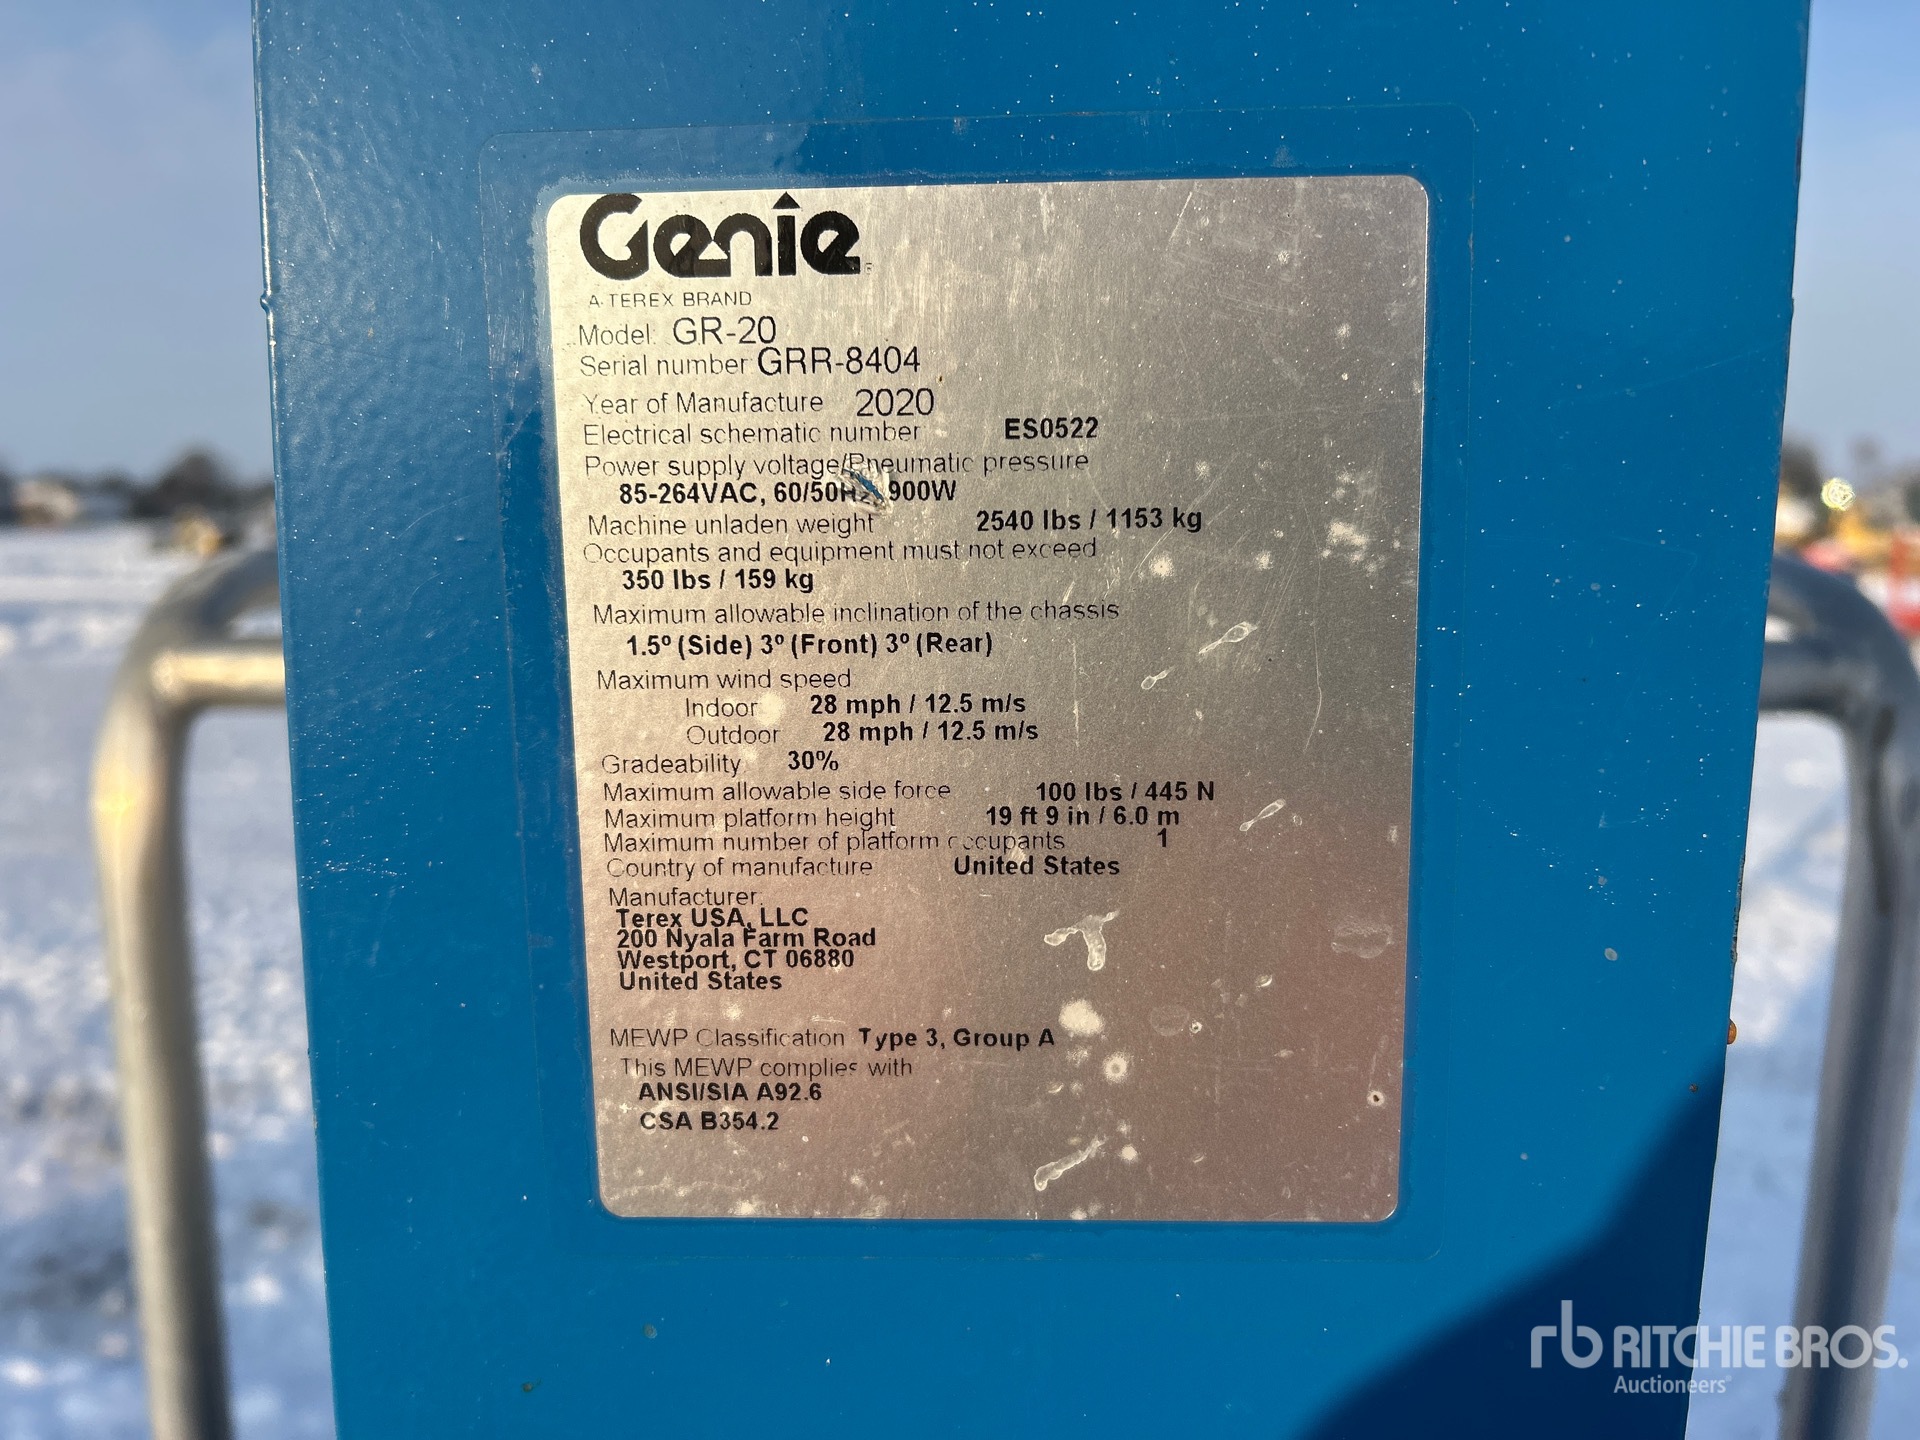 Genie
A TEREX BRAND
Model: GR-20
Serial number GRR-8404
Year of Manufacture 2020
Electrical schematic number ES0522
Power supply voltage/Pneumatic pressure
85-264VAC, 60/50Hz, 900W
Machine unladen weight 2540 lbs / 1153 kg
Occupants and equipment must not exceed
350 lbs / 159 kg
Maximum allowable inclination of the chassis
1.5º (Side) 3º (Front) 3º (Rear)
Maximum wind speed
Indoor 28 mph / 12.5 m/s
Outdoor 28 mph / 12.5 m/s
Gradeability 30%
Maximum allowable side force 100 lbs / 445 N
Maximum platform height 19 ft 9 in / 6.0 m
Maximum number of platform occupants 1
Country of manufacture United States
Manufacturer:
Terex USA, LLC
200 Nyala Farm Road
Westport, CT 06880
United States
MEWP Classification Type 3, Group A
This MEWP complies with
ANSI/SIA A92.6
CSA B354.2
rb RITCHIE BROS.
Auctioneers